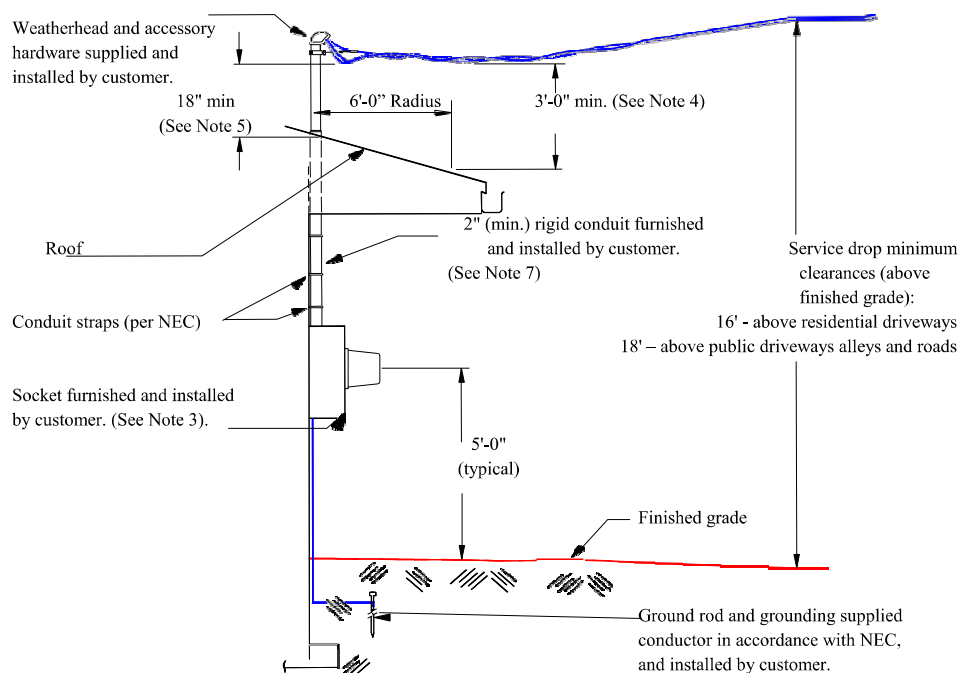 Weatherhead and accessory
hardware supplied and
installed by customer.
18" min
(See Note 5)
6'-0” Radius
3'-0" min. (See Note 4)
Roof
2" (min.) rigid conduit furnished
and installed by customer.
(See Note 7)
Conduit straps (per NEC)
Service drop minimum
clearances (above
finished grade):
16' - above residential driveways
18' – above public driveways alleys and roads
Socket furnished and installed
by customer. (See Note 3).
5'-0"
(typical)
Finished grade
Ground rod and grounding supplied
conductor in accordance with NEC,
and installed by customer.